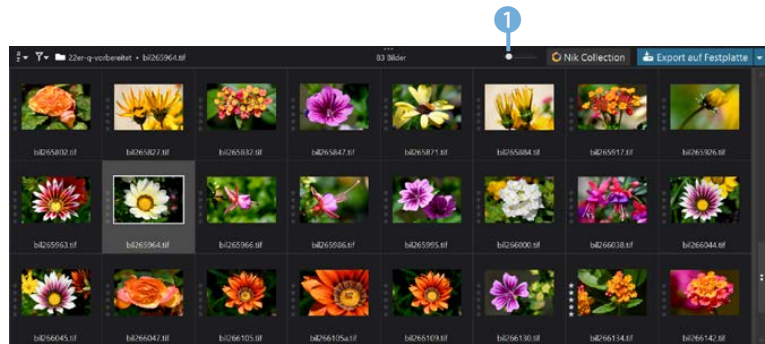 1
22er-q-vorbereitet • bil265964.tif 83 Bilder Nik Collection Export auf Festplatte
bil265802.tif bil265827.tif bil265832.tif bil265847.tif bil265871.tif bil265884.tif bil265917.tif bil265926.tif
bil265963.tif bil265964.tif bil265966.tif bil265986.tif bil265995.tif bil266000.tif bil266038.tif bil266044.tif
bil266045.tif bil266047.tif bil266105.tif bil266105a.tif bil266109.tif bil266130.tif bil266134.tif bil266142.tif